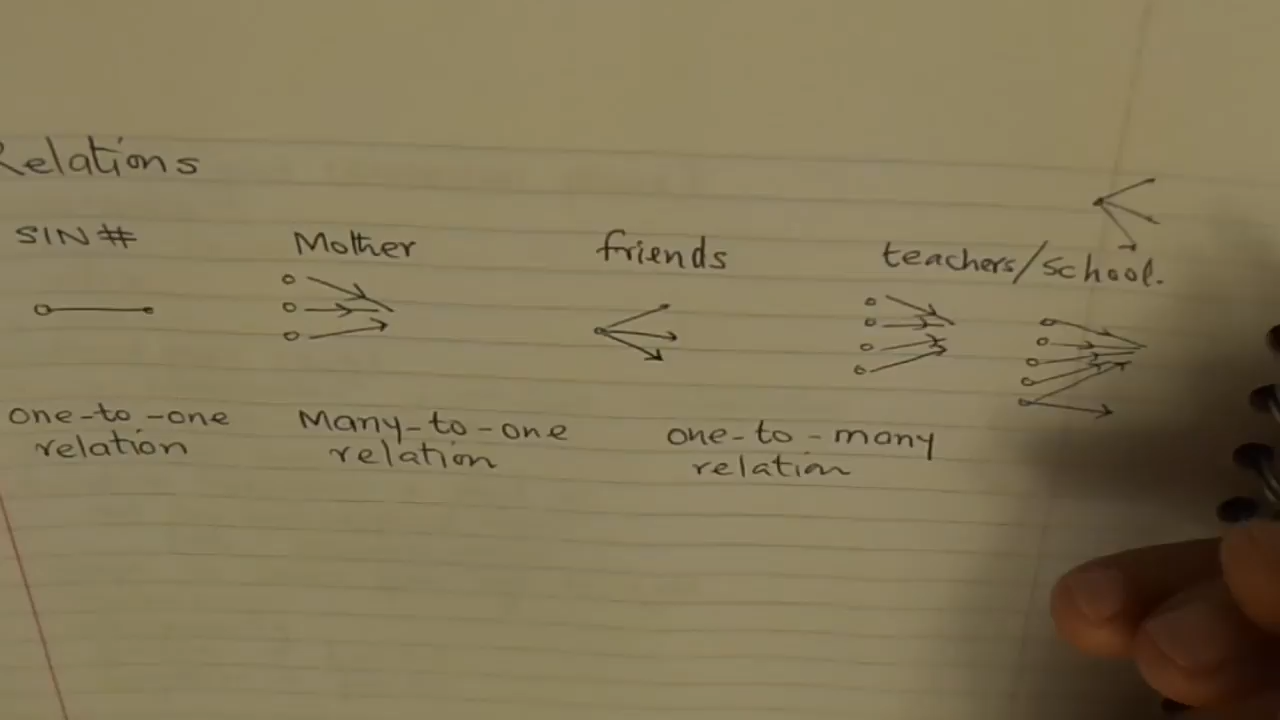 Relations
SIN #
Mother
friends
teachers/school.
one-to-one
relation
Many-to-one
relation
one-to-many
relation